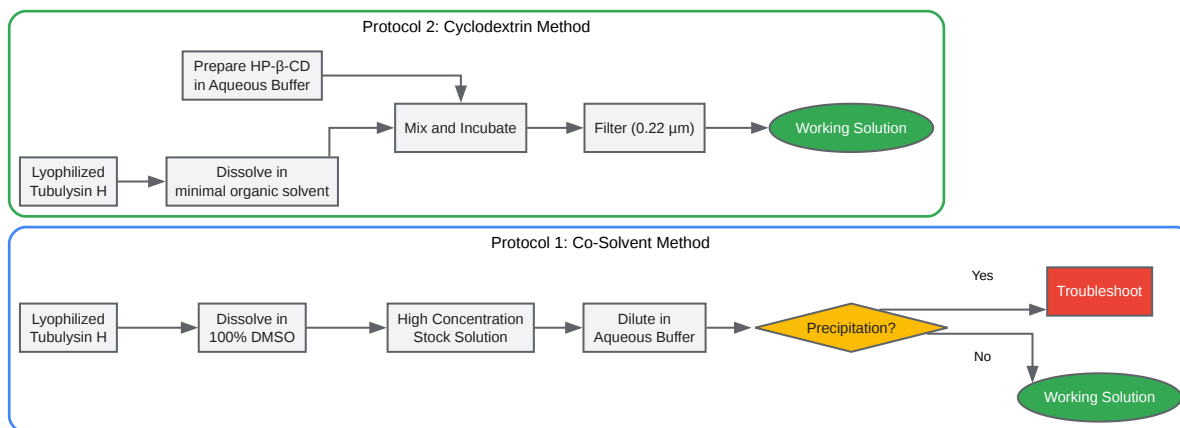 Protocol 2: Cyclodextrin Method
Prepare HP-β-CD
in Aqueous Buffer
Mix and Incubate
Filter (0.22 µm)
Working Solution
Lyophilized
Tubulysin H
Dissolve in
minimal organic solvent
Protocol 1: Co-Solvent Method
Lyophilized
Tubulysin H
Dissolve in
100% DMSO
High Concentration
Stock Solution
Dilute in
Aqueous Buffer
Precipitation?
Yes
Troubleshoot
No
Working Solution